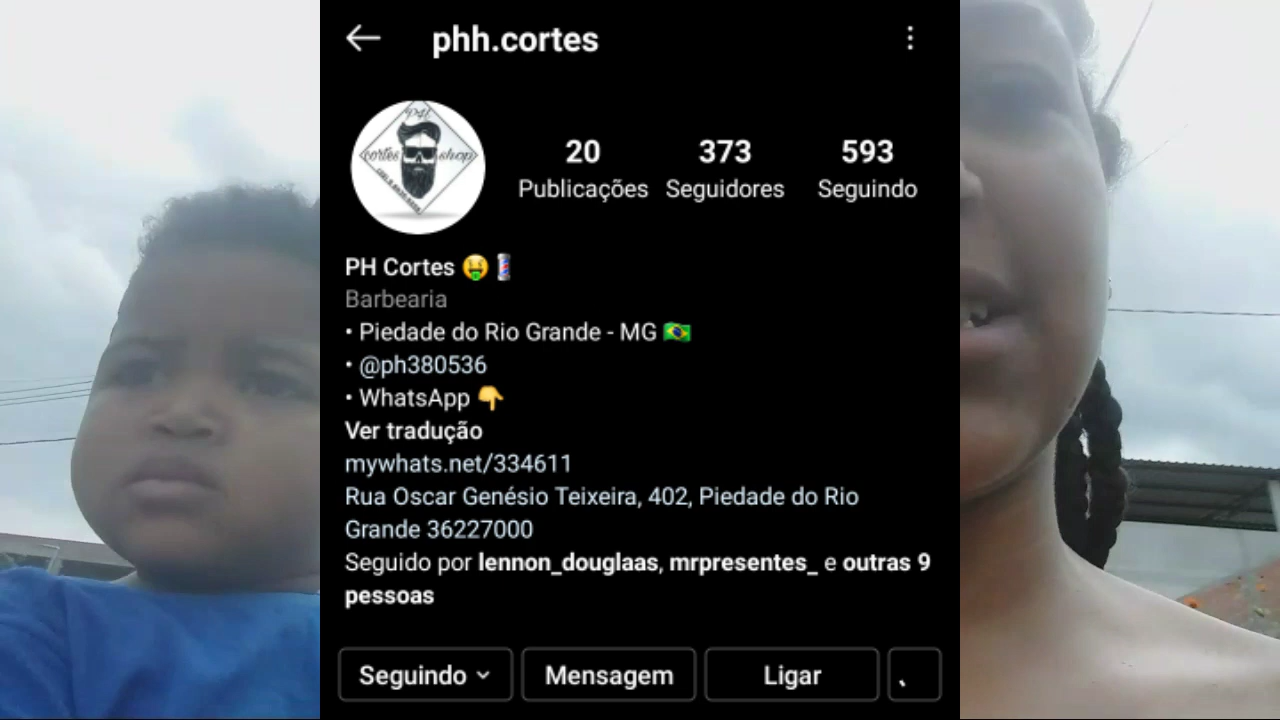 phh.cortes
cortes shop
20 373 593
Publicações Seguidores Seguindo
PH Cortes 🤑💈
Barbearia
• Piedade do Rio Grande - MG 🇧🇷
• @ph380536
• WhatsApp 👇
Ver tradução
mywhats.net/334611
Rua Oscar Genésio Teixeira, 402, Piedade do Rio
Grande 36227000
Seguido por lennon_douglaas, mrpresentes_ e outras 9
pessoas
Seguindo Mensagem Ligar